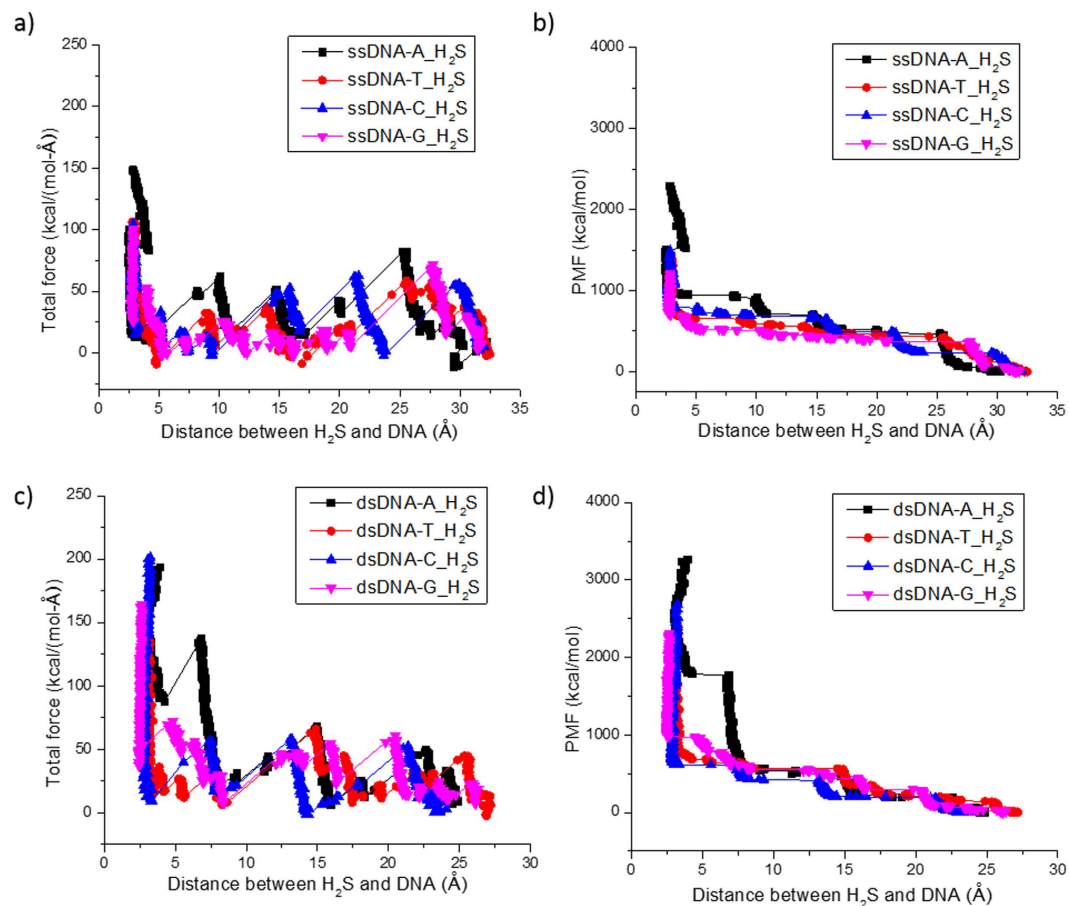 a)
250
200
150
100
50
0
0 5 10 15 20 25 30 35
Total force (kcal/(mol-Å))
Distance between H₂S and DNA (Å)
ssDNA-A_H₂S
ssDNA-T_H₂S
ssDNA-C_H₂S
ssDNA-G_H₂S
b)
4000
3000
2000
1000
0
0 5 10 15 20 25 30 35
PMF (kcal/mol)
Distance between H₂S and DNA (Å)
ssDNA-A_H₂S
ssDNA-T_H₂S
ssDNA-C_H₂S
ssDNA-G_H₂S
c)
250
200
150
100
50
0
0 5 10 15 20 25 30
Total force (kcal/(mol-Å))
Distance between H₂S and DNA (Å)
dsDNA-A_H₂S
dsDNA-T_H₂S
dsDNA-C_H₂S
dsDNA-G_H₂S
d)
4000
3000
2000
1000
0
0 5 10 15 20 25 30
PMF (kcal/mol)
Distance between H₂S and DNA (Å)
dsDNA-A_H₂S
dsDNA-T_H₂S
dsDNA-C_H₂S
dsDNA-G_H₂S